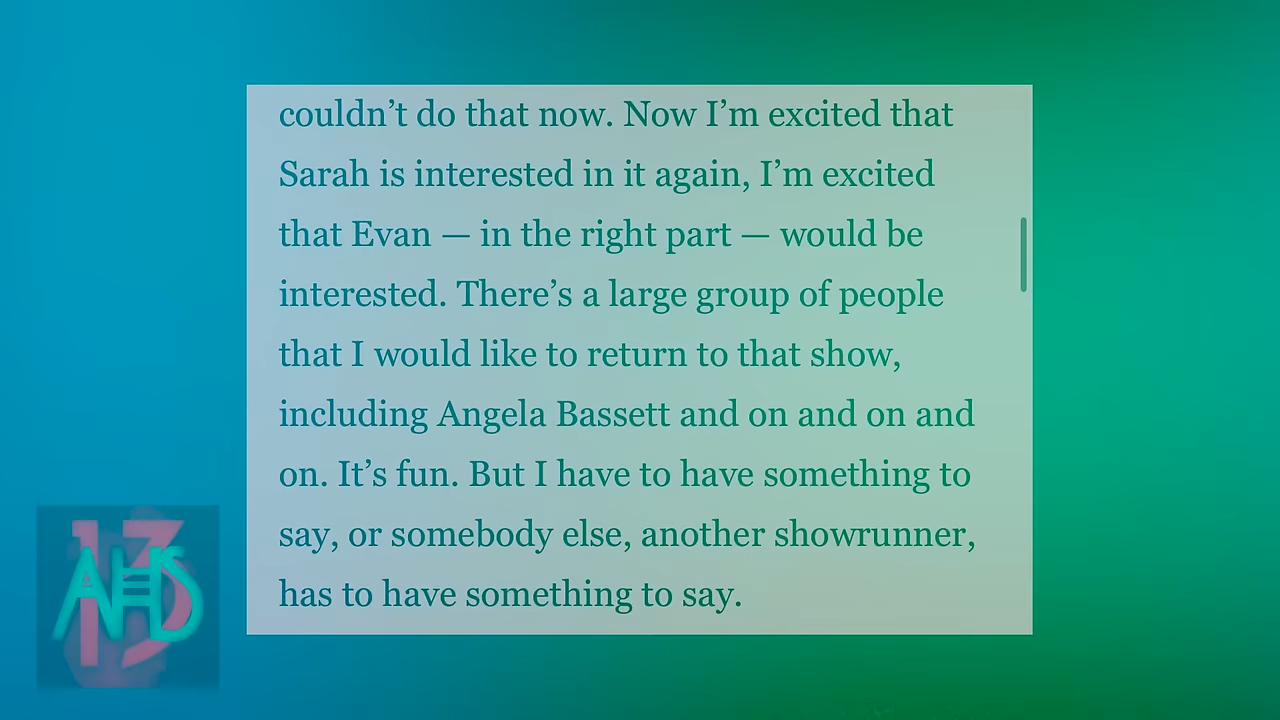 couldn’t do that now. Now I’m excited that
Sarah is interested in it again, I’m excited
that Evan — in the right part — would be
interested. There’s a large group of people
that I would like to return to that show,
including Angela Bassett and on and on and
on. It’s fun. But I have to have something to
say, or somebody else, another showrunner,
has to have something to say.
13
AHS